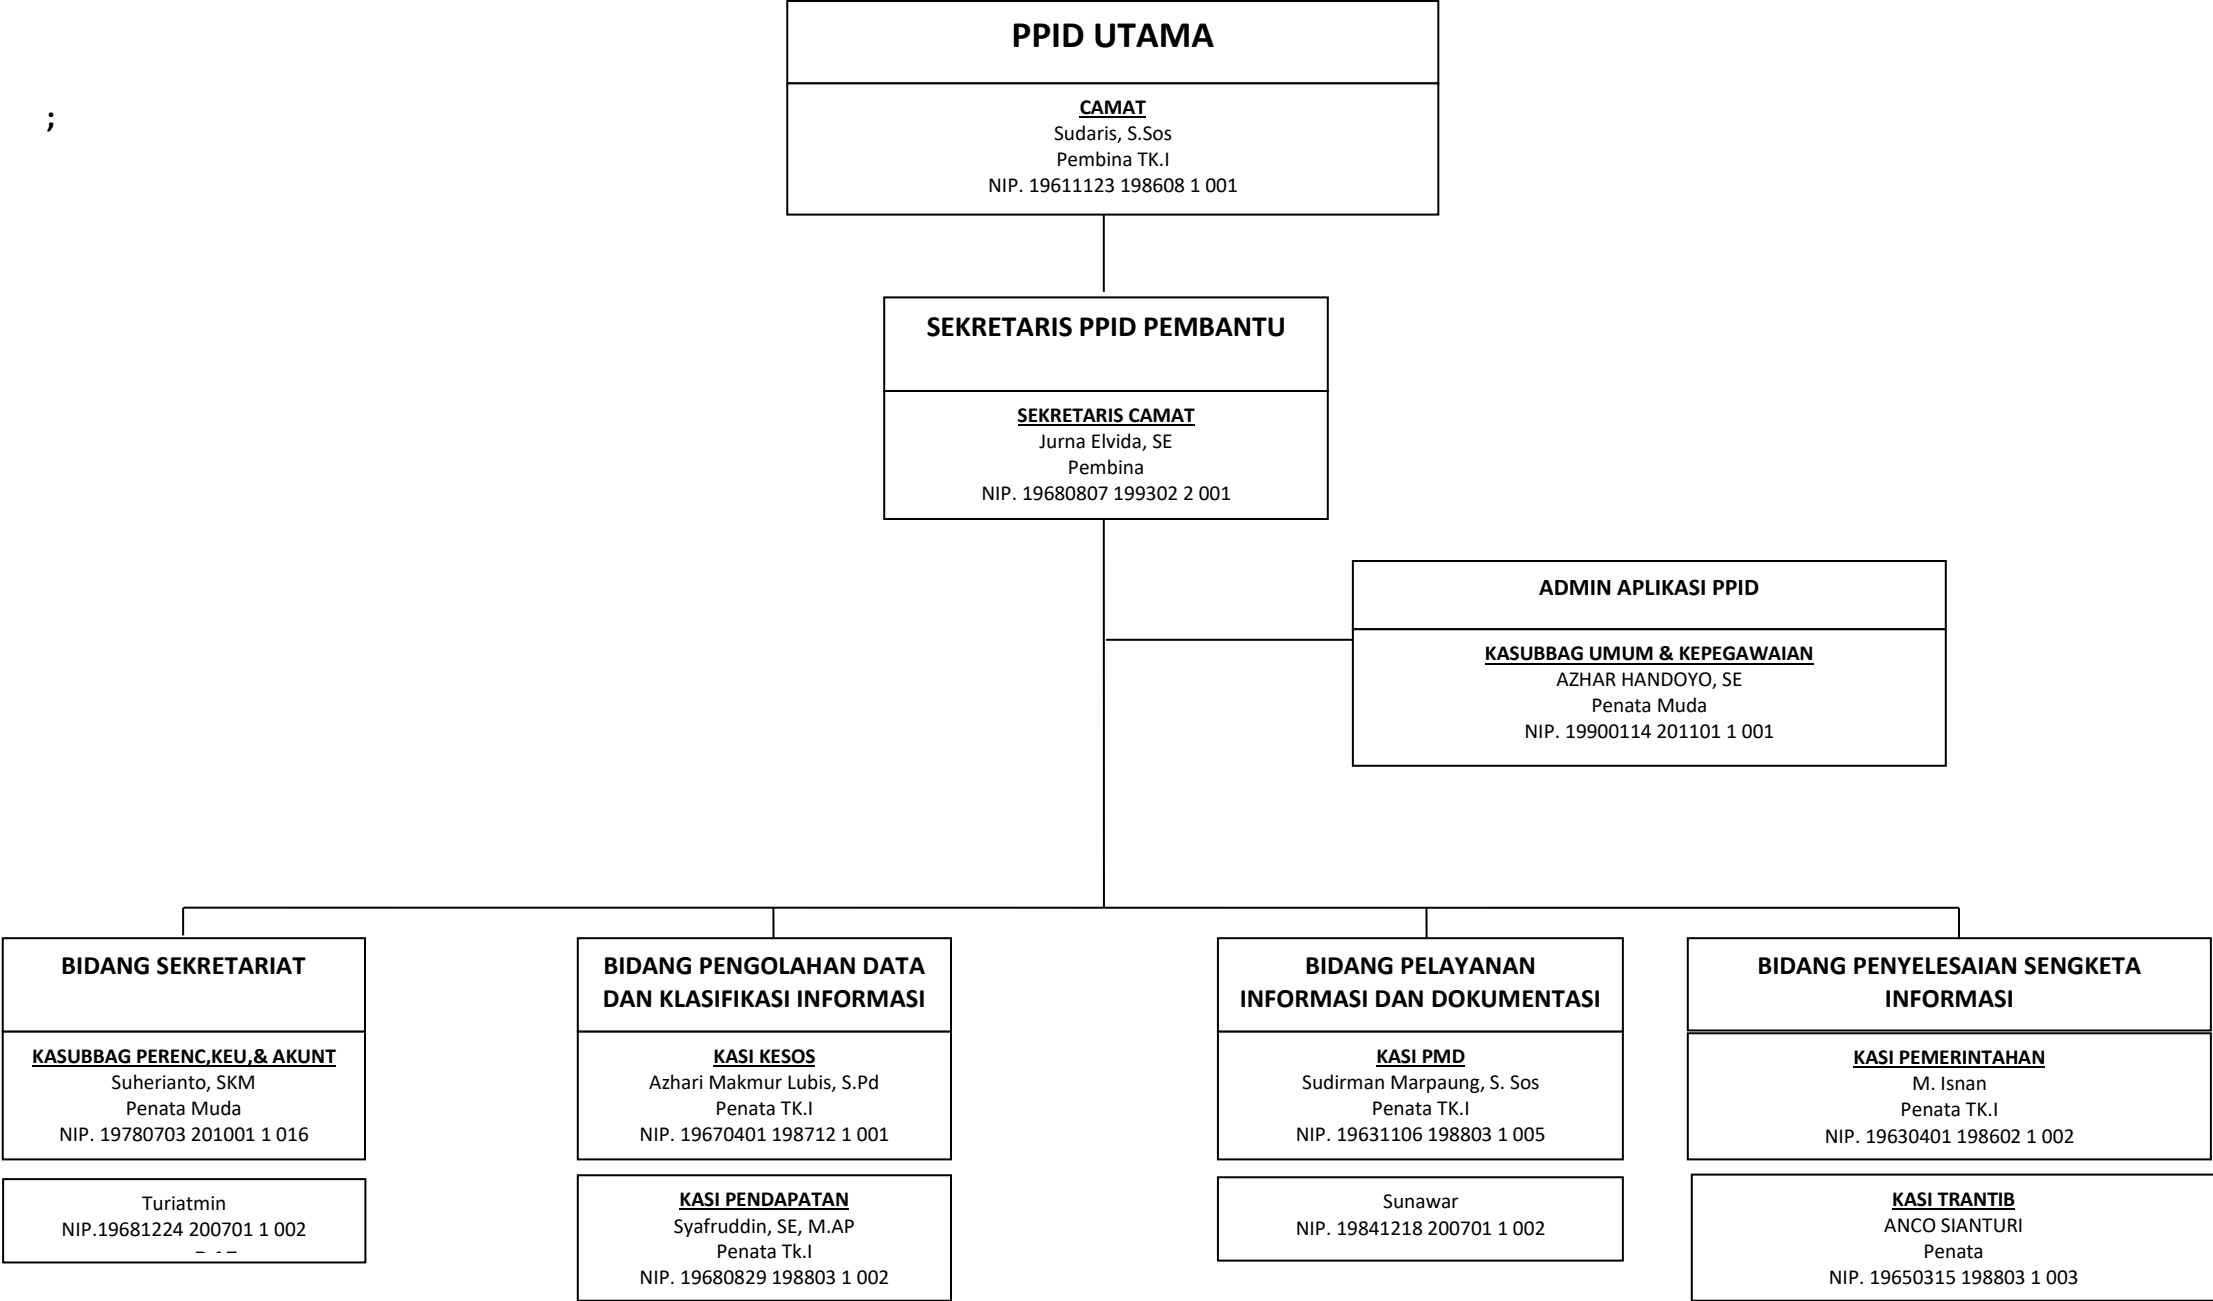 PPID UTAMA
;
CAMAT
Sudaris, S.Sos
Pembina TK.I
NIP. 19611123 198608 1 001
SEKRETARIS PPID PEMBANTU
SEKRETARIS CAMAT
Jurna Elvida, SE
Pembina
NIP. 19680807 199302 2 001
ADMIN APLIKASI PPID
KASUBBAG UMUM & KEPEGAWAIAN
AZHAR HANDOYO, SE
Penata Muda
NIP. 19900114 201101 1 001
BIDANG SEKRETARIAT
KASUBBAG PERENC,KEU,& AKUNT
Suherianto, SKM
Penata Muda
NIP. 19780703 201001 1 016
Turiatmin
NIP.19681224 200701 1 002
BIDANG PENGOLAHAN DATA
DAN KLASIFIKASI INFORMASI
KASI KESOS
Azhari Makmur Lubis, S.Pd
Penata TK.I
NIP. 19670401 198712 1 001
KASI PENDAPATAN
Syafruddin, SE, M.AP
Penata Tk.I
NIP. 19680829 198803 1 002
BIDANG PELAYANAN
INFORMASI DAN DOKUMENTASI
KASI PMD
Sudirman Marpaung, S. Sos
Penata TK.I
NIP. 19631106 198803 1 005
Sunawar
NIP. 19841218 200701 1 002
BIDANG PENYELESAIAN SENGKETA
INFORMASI
KASI PEMERINTAHAN
M. Isnan
Penata TK.I
NIP. 19630401 198602 1 002
KASI TRANTIB
ANCO SIANTURI
Penata
NIP. 19650315 198803 1 003